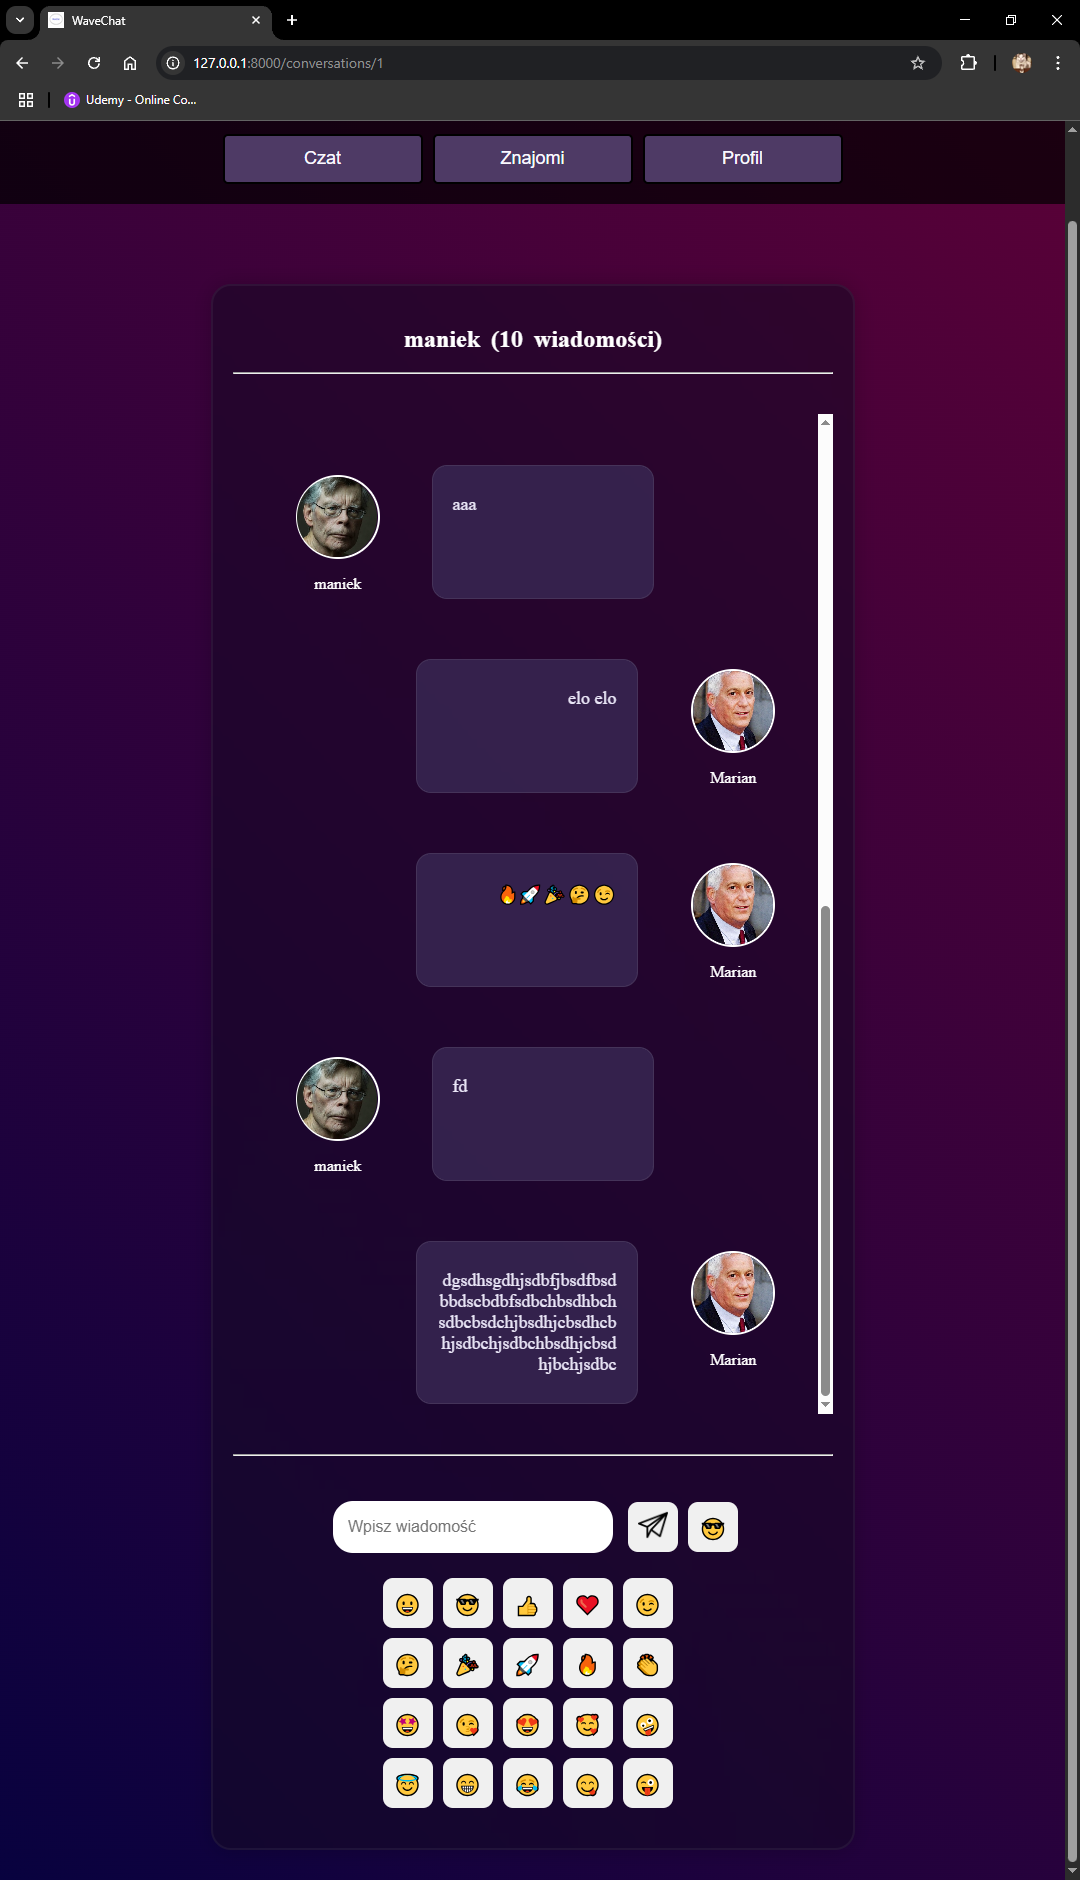 WaveChat
127.0.0.1:8000/conversations/1
Udemy - Online Co...
Czat
Znajomi
Profil
maniek (10 wiadomości)
aaa
maniek
elo elo
Marian
🔥🚀🎉🤔😉
Marian
fd
maniek
dgsdhsgdhjsdbfjbsdfbsd
bbdscbdbfsdbchbsdhbch
sdbcbsdchjbsdhjcbsdhcb
hjsdbchjsdbchbsdhjcbsd
hjbchjsdbc
Marian
Wpisz wiadomość